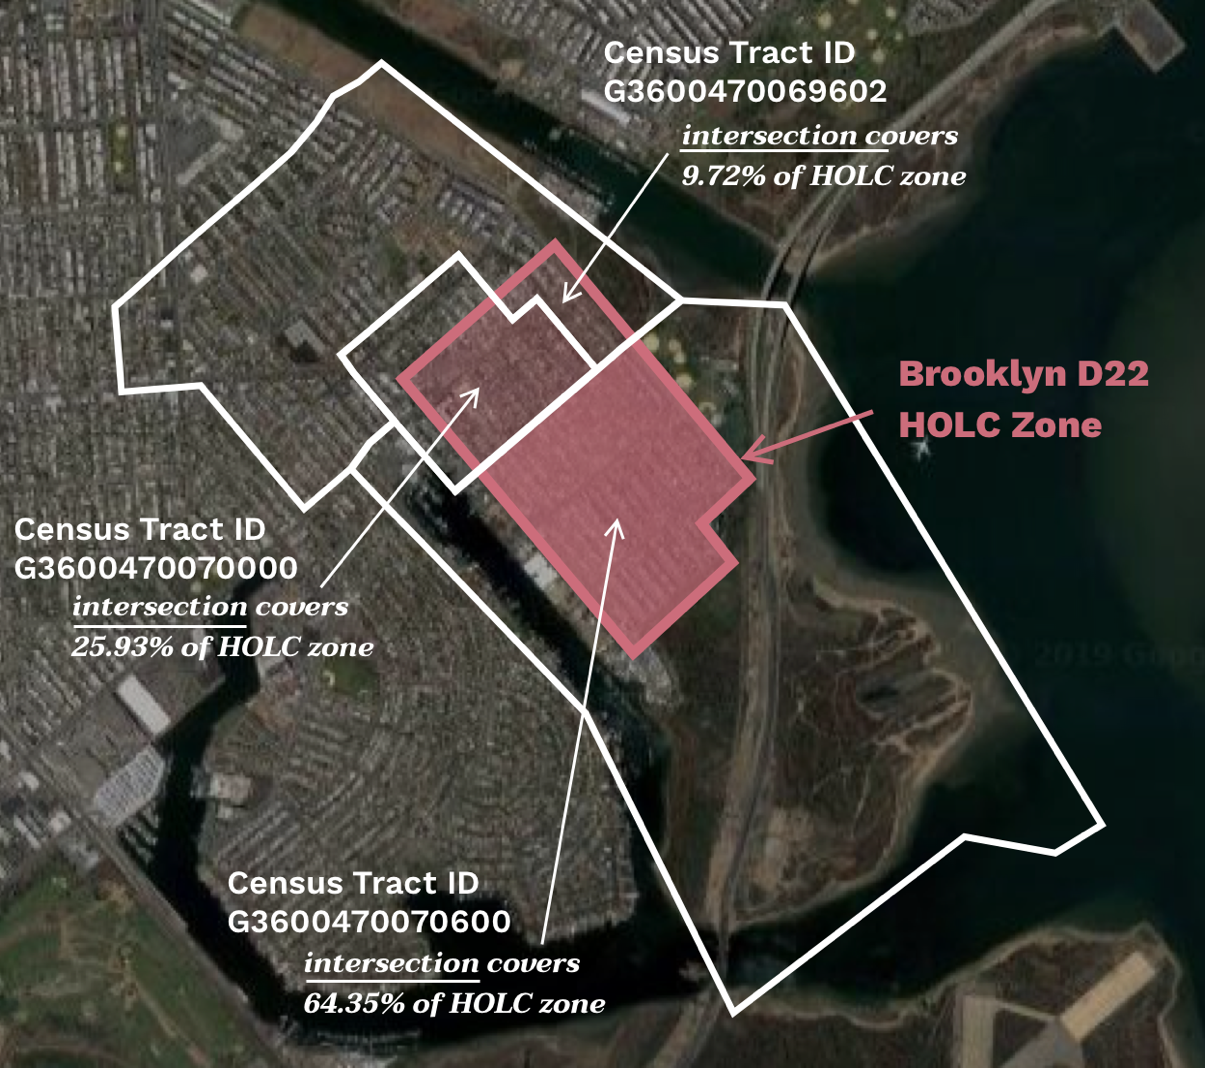 Census Tract ID
G3600470069602
intersection covers
9.72% of HOLC zone
Brooklyn D22
HOLC Zone
Census Tract ID
G3600470070000
intersection covers
25.93% of HOLC zone
Census Tract ID
G3600470070600
intersection covers
64.35% of HOLC zone
2019